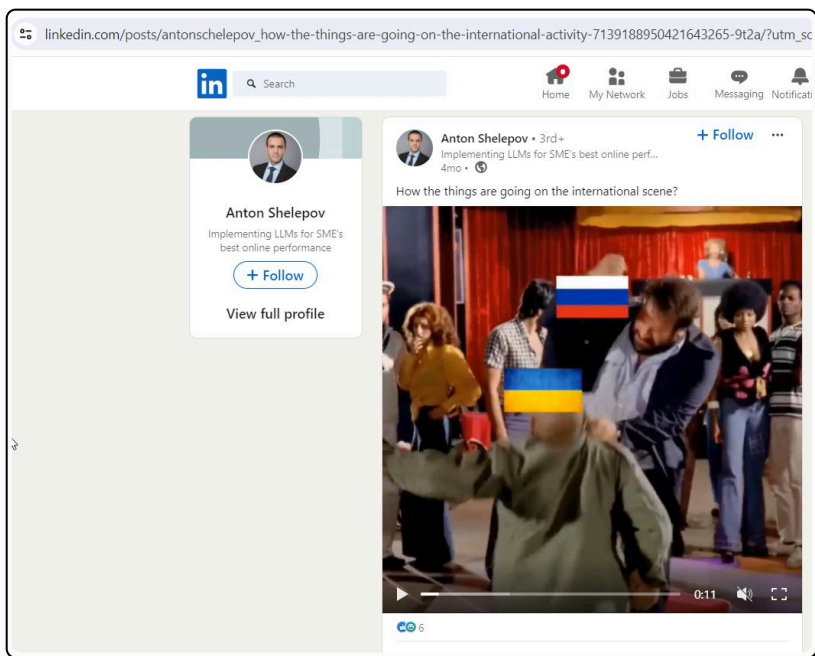 linkedin.com/posts/antonschelepov_how-the-things-are-going-on-the-international-activity-7139188950421643265-9t2a/?utm_sc
in
Search
Home
My Network
Jobs
Messaging
Notificati
Anton Shelepov
Implementing LLMs for SME's
best online performance
+ Follow
View full profile
Anton Shelepov • 3rd+
Implementing LLMs for SME's best online perf...
4mo •
+ Follow
How the things are going on the international scene?
0:11
6